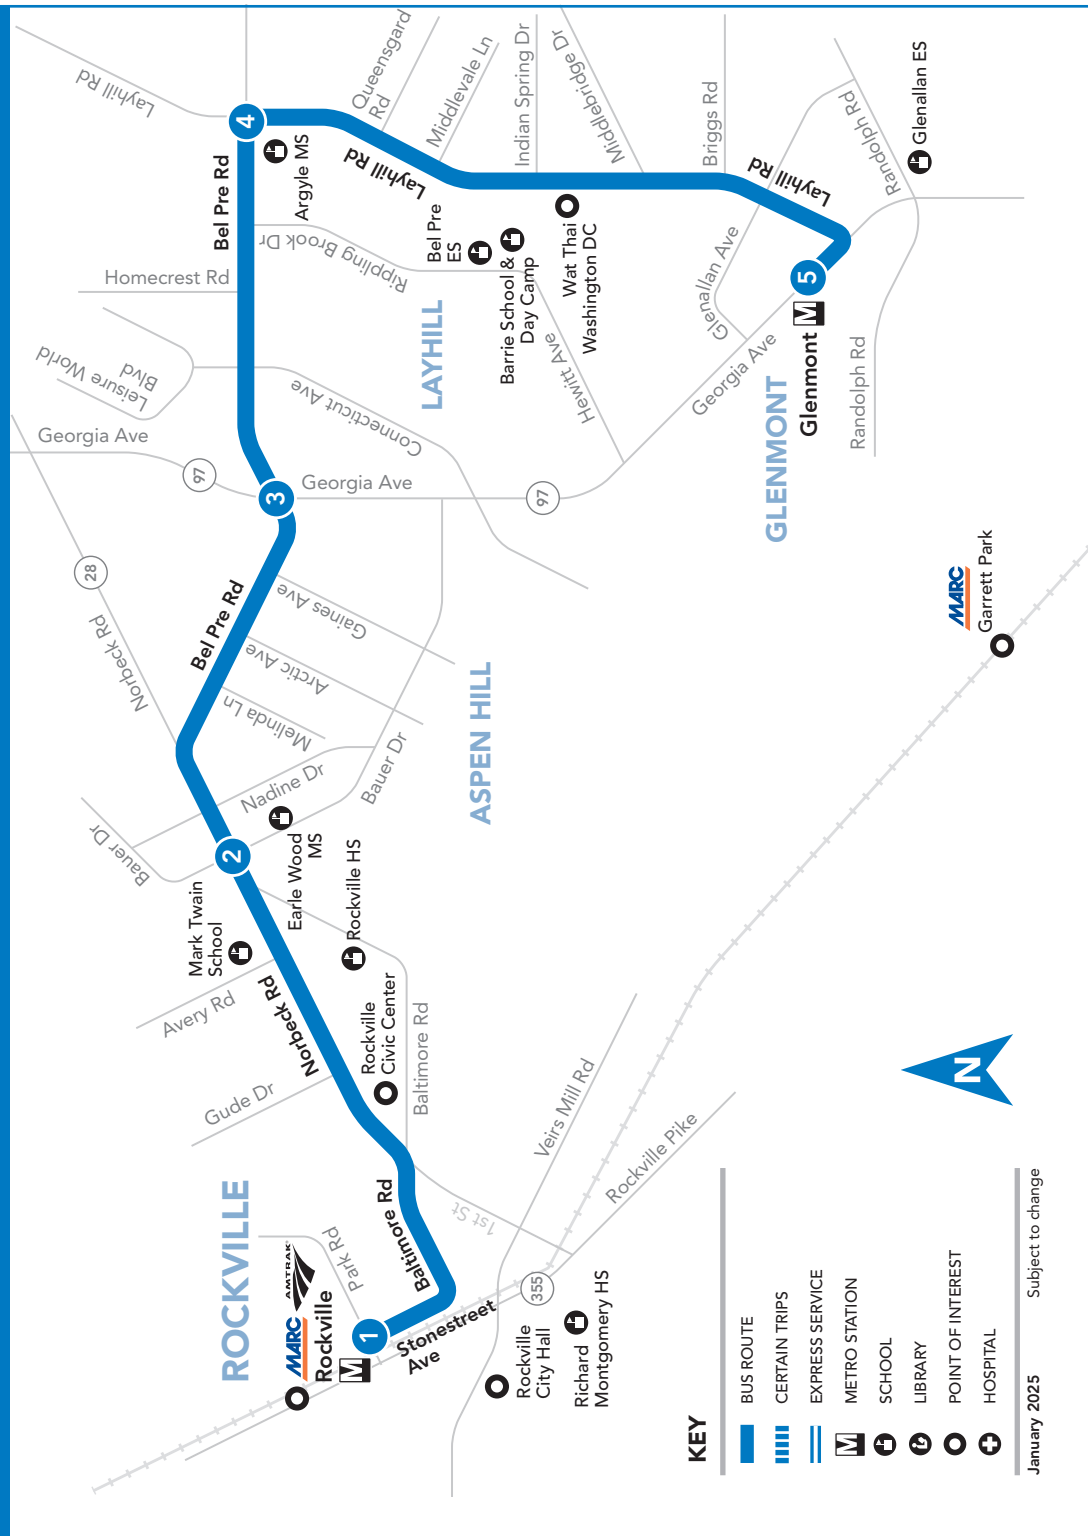 ROCKVILLE
MARC
AMTRAK
Rockville
M
1
Park Rd
Stonestreet
Ave
Baltimore Rd
1st St
355
Rockville
City Hall
Richard
Montgomery HS
Veirs Mill Rd
Rockville Pike
Gude Dr
Avery Rd
Norbeck Rd
Rockville
Civic Center
Baltimore Rd
Rockville HS
Mark Twain
School
Earle Wood
MS
2
Bauer Dr
Nadine Dr
Bauer Dr
Melinda Ln
Arctic Ave
Gaines Ave
ASPEN HILL
Norbeck Rd
28
Bel Pre Rd
3
Georgia Ave
97
Georgia Ave
97
Leisure World
Blvd
Connecticut Ave
Homecrest Rd
Bel Pre Rd
LAYHILL
Rippling Brook Dr
4
Layhill Rd
Argyle MS
Layhill Rd
Queensgard
Rd
Middlevale Ln
Indian Spring Dr
Middlebridge Dr
Briggs Rd
Bel Pre
ES
Barrie School &
Day Camp
Wat Thai
Washington DC
Hewitt Ave
Layhill Rd
Glenallan Ave
Georgia Ave
Randolph Rd
Glenallan ES
5
M
Glenmont
GLENMONT
Randolph Rd
MARC
Garrett Park
N
KEY
BUS ROUTE
CERTAIN TRIPS
EXPRESS SERVICE
M METRO STATION
SCHOOL
LIBRARY
POINT OF INTEREST
HOSPITAL
January 2025 Subject to change